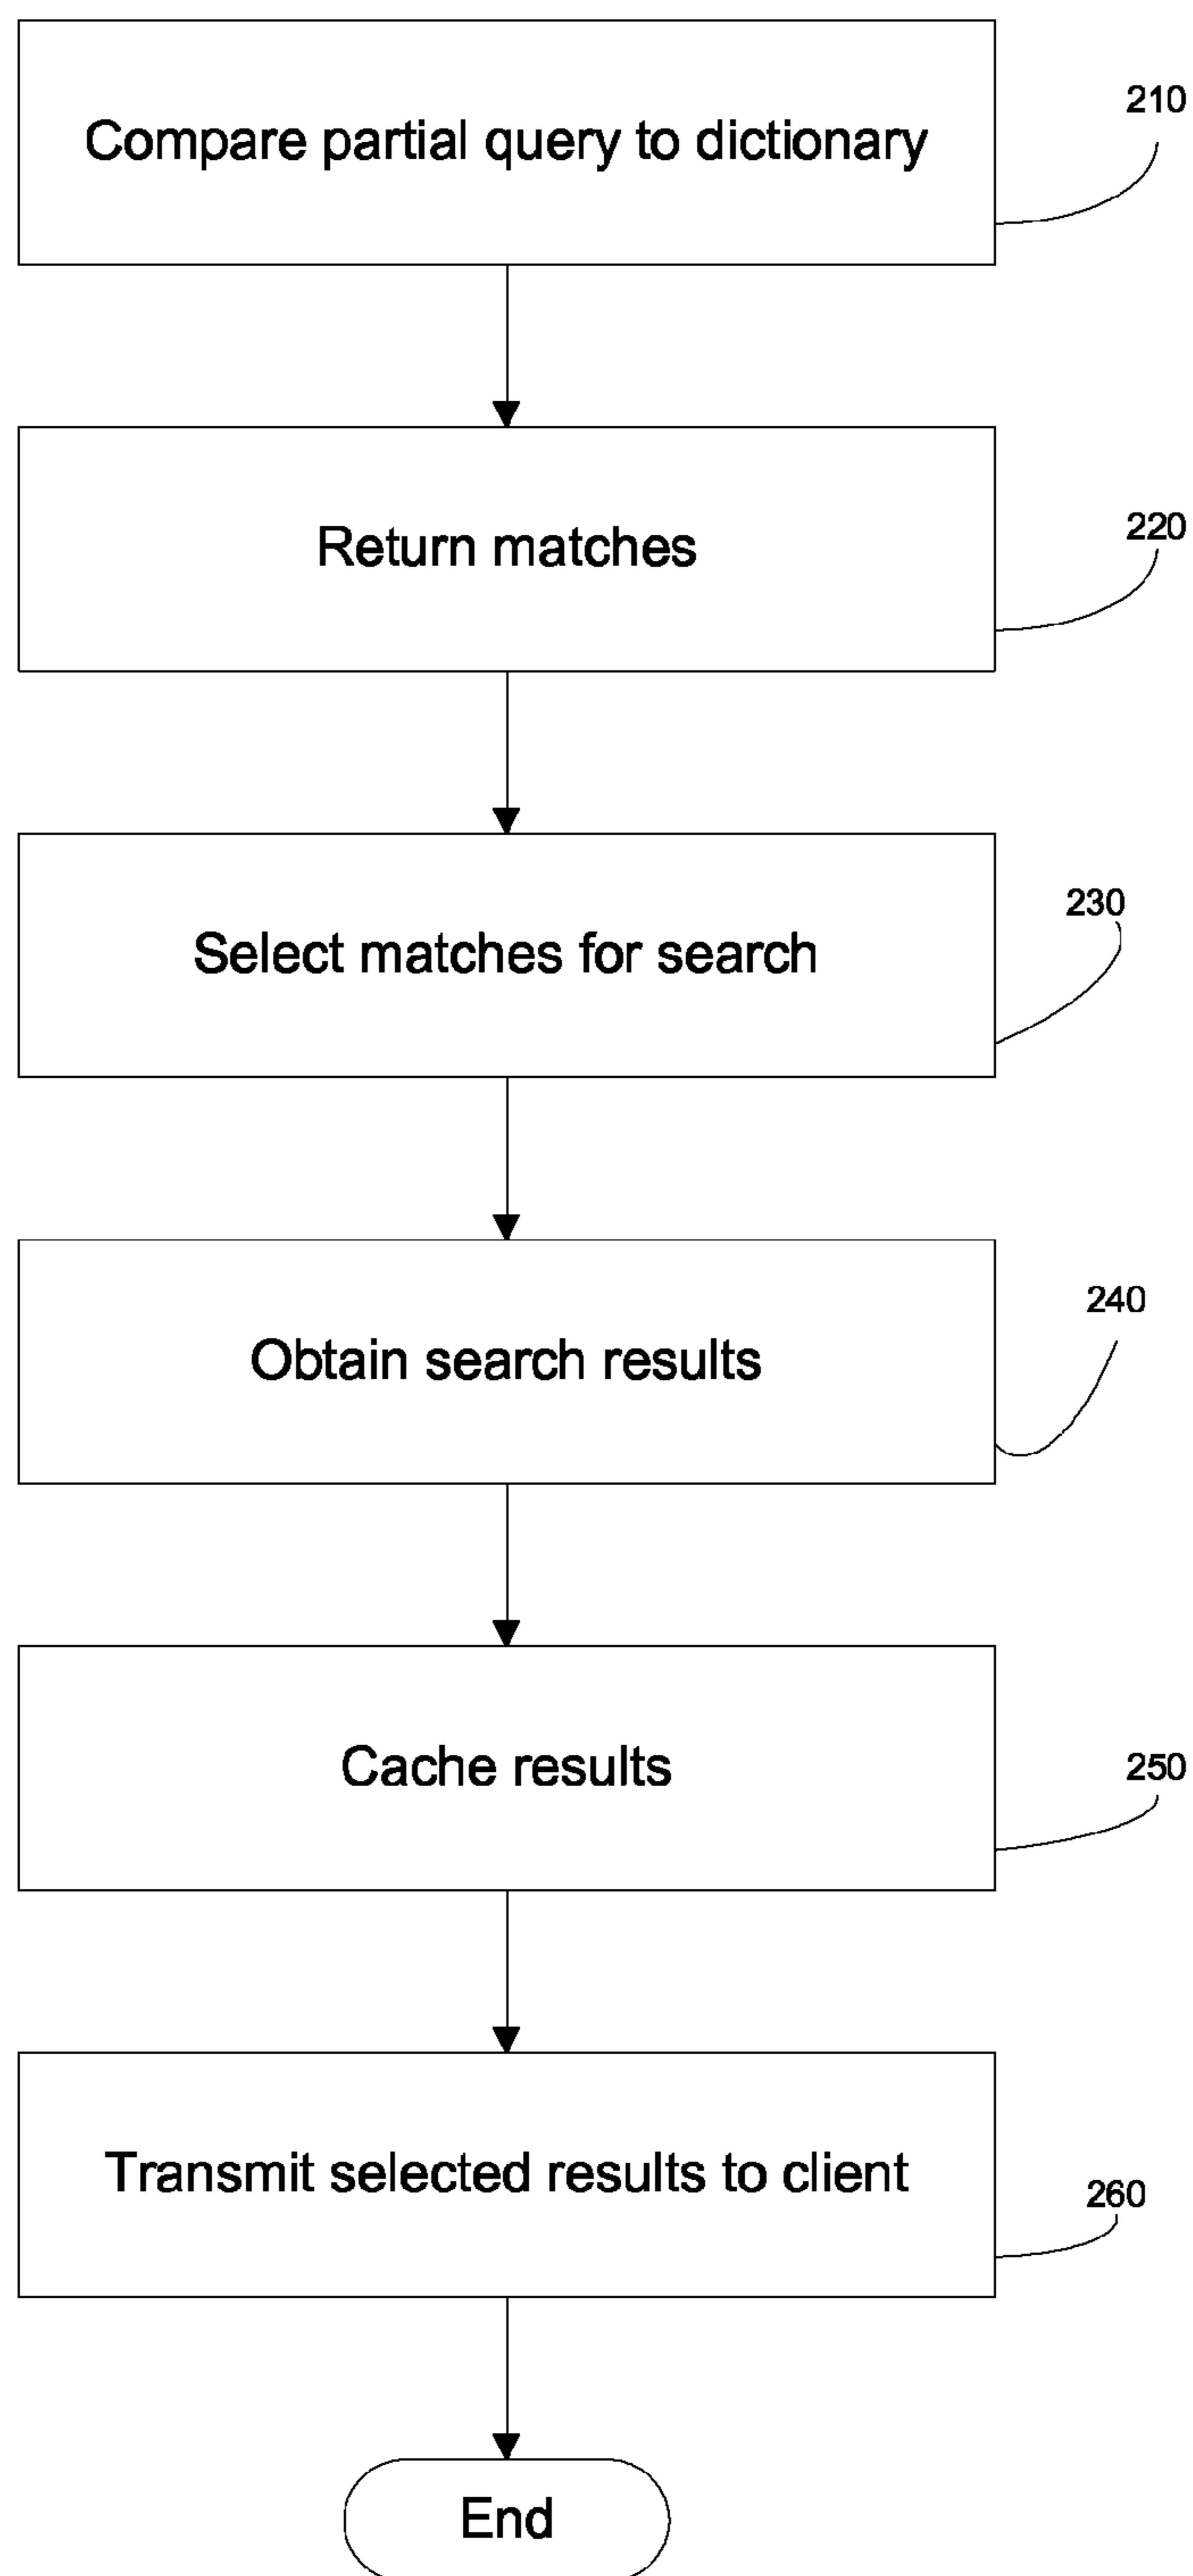 Compare partial query to dictionary
210
Return matches
220
Select matches for search
230
Obtain search results
240
Cache results
250
Transmit selected results to client
260
End